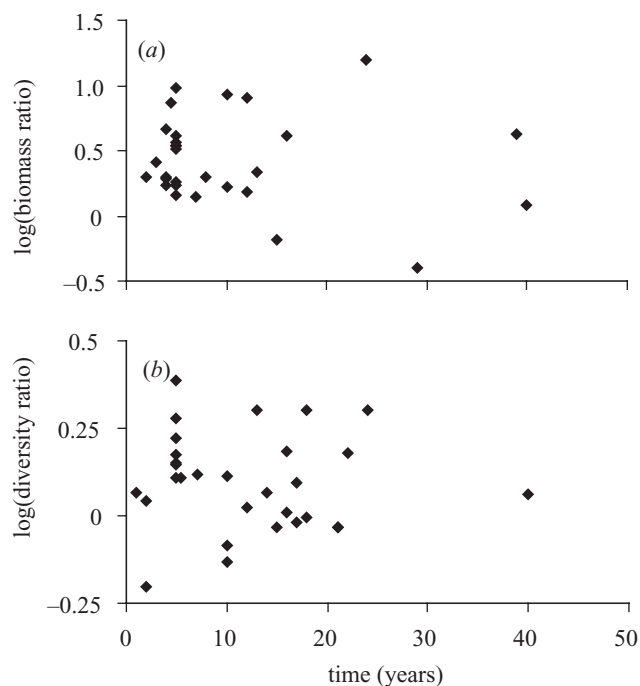 1.5
(a)
1.0
log(biomass ratio)
0.5
0
–0.5
0.5
(b)
log(diversity ratio)
0.25
0
–0.25
0 10 20 30 40 50
time (years)